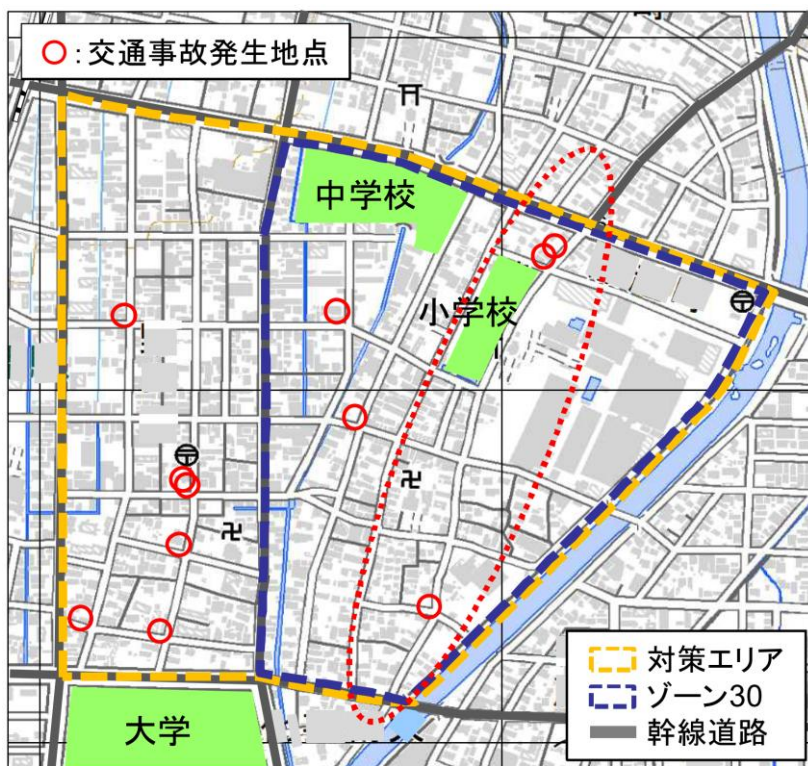 ○：交通事故発生地点
中学校
小学校
大学
対策エリア
ゾーン30
幹線道路